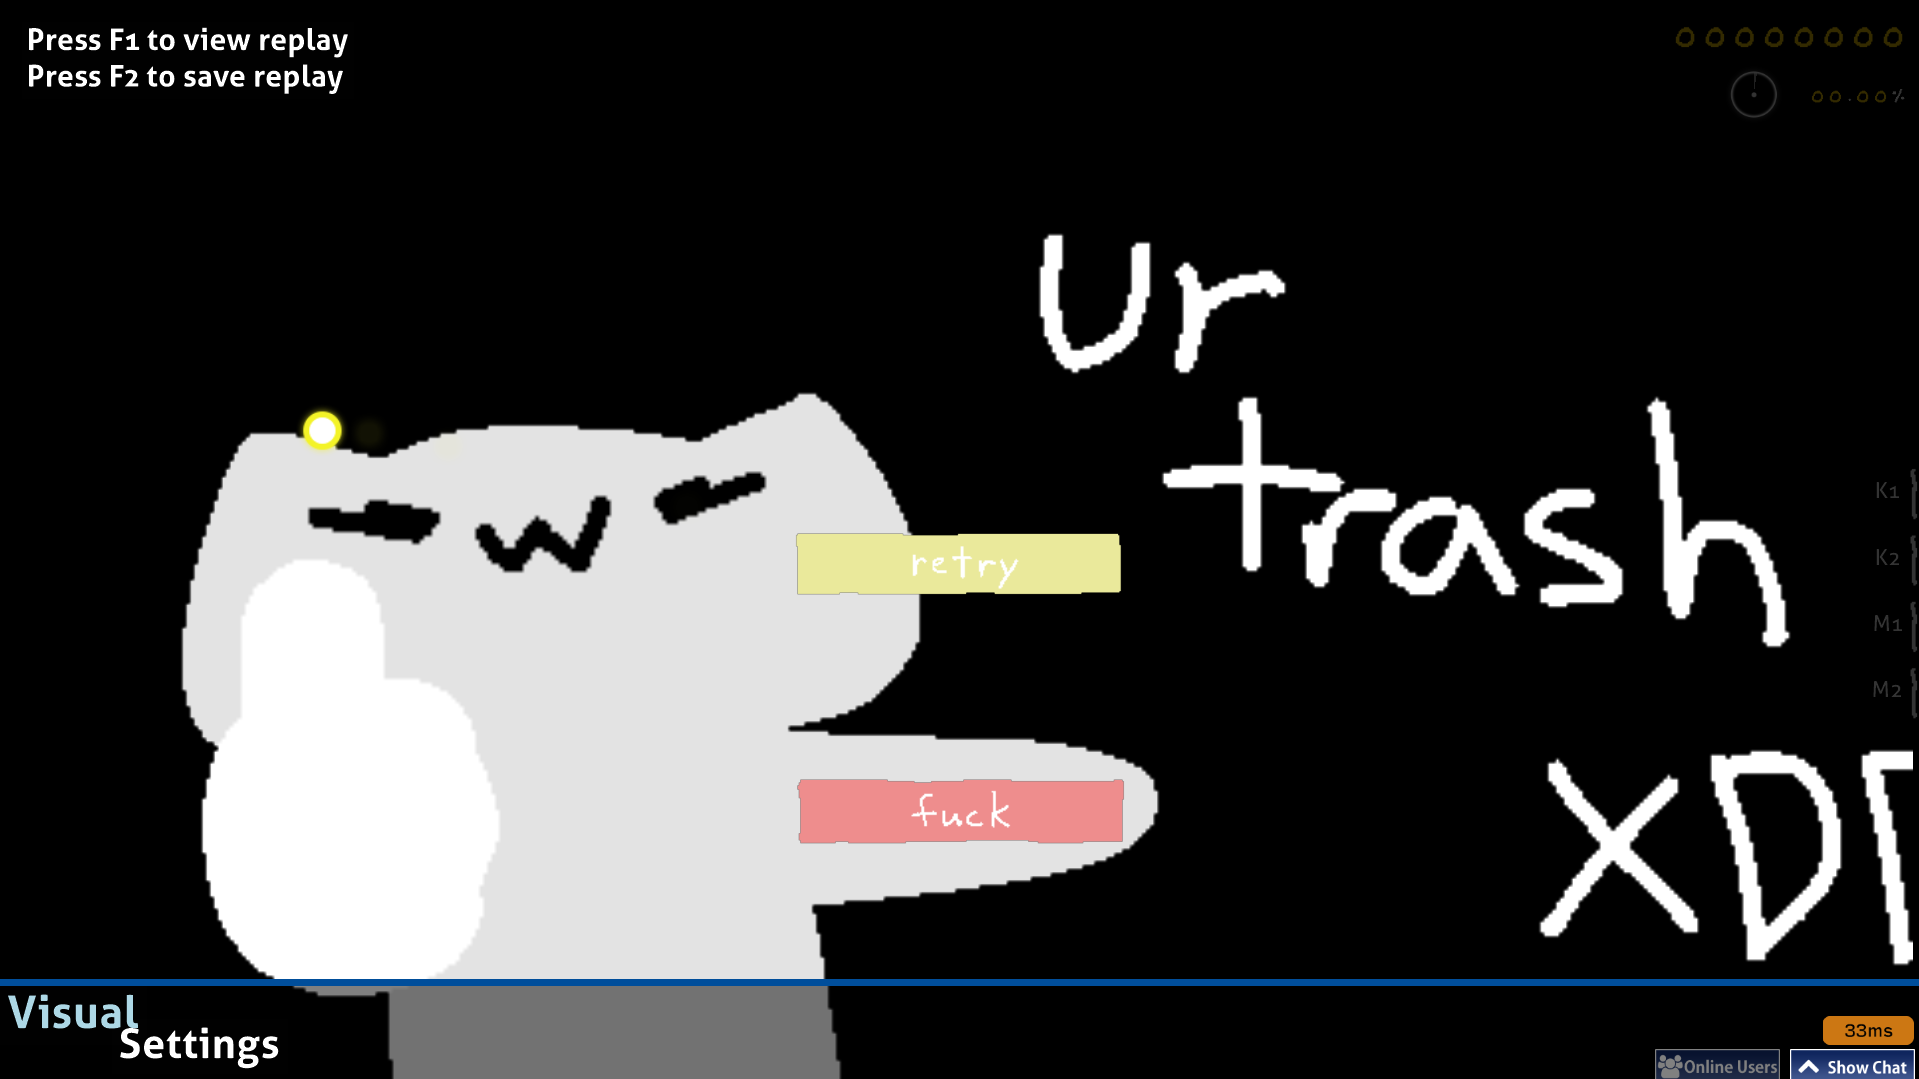 Press F1 to view replay
Press F2 to save replay
00000000
00.00%
ur
trash
K1
K2
M1
M2
retry
fuck
XD
Visual
Settings
33ms
Online Users
Show Chat